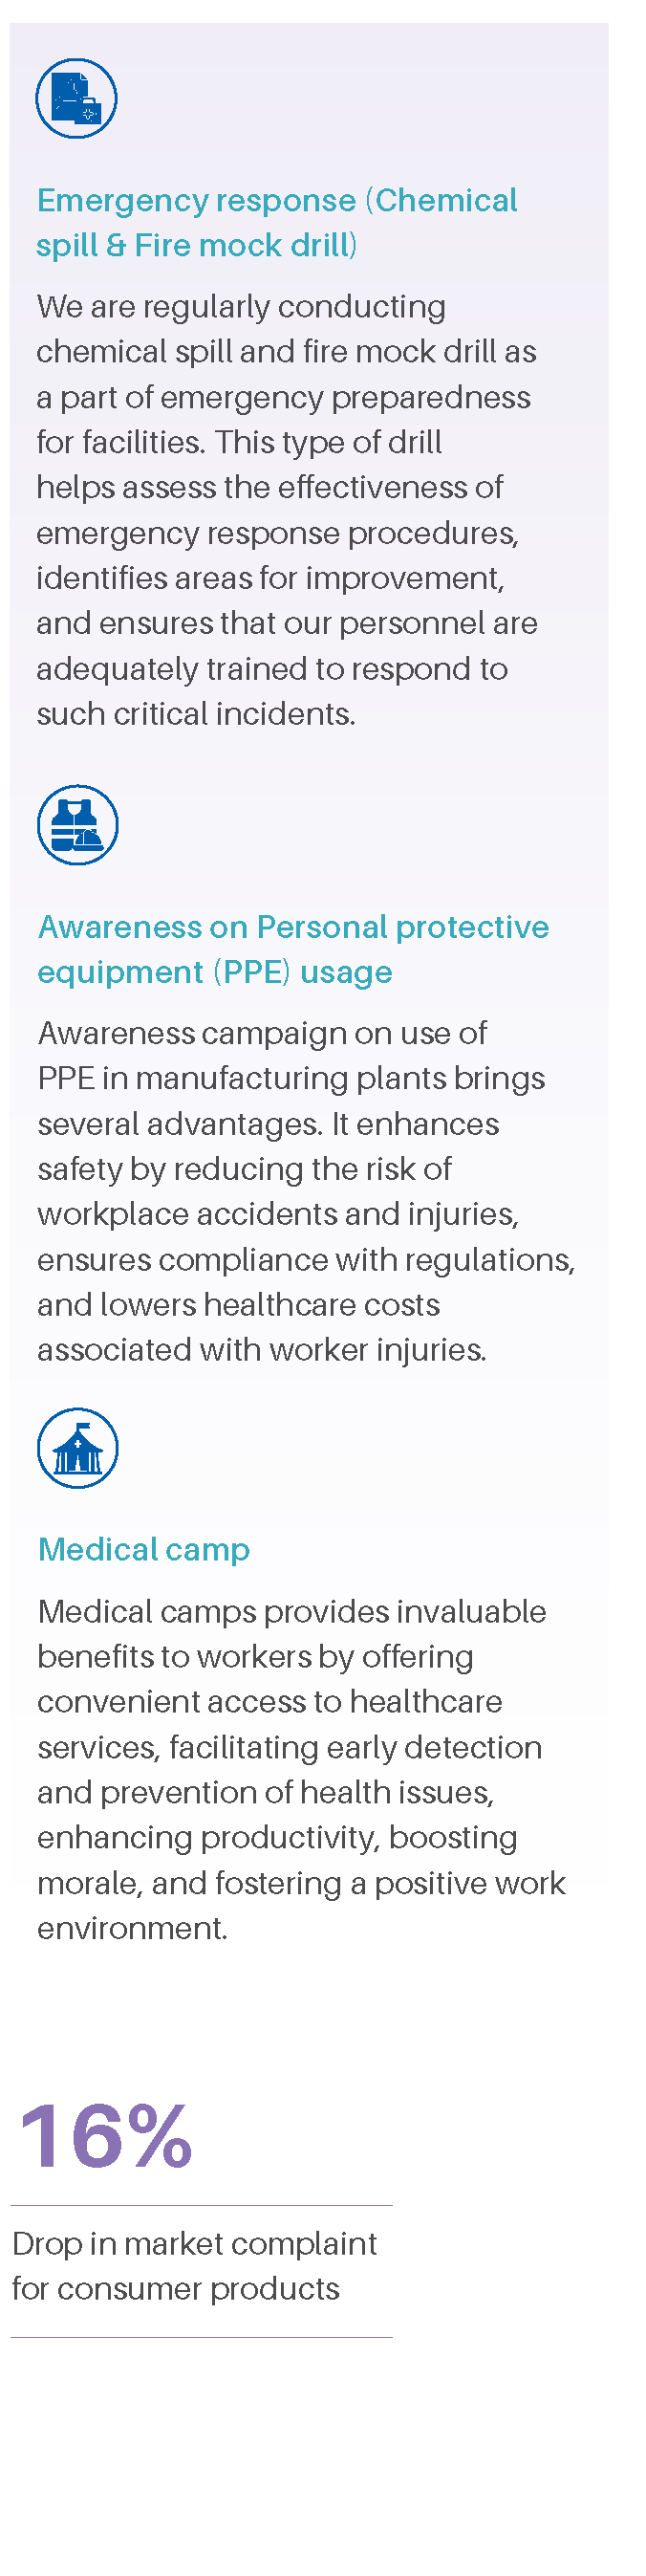 Emergency response (Chemical
spill & Fire mock drill)
We are regularly conducting
chemical spill and fire mock drill as
a part of emergency preparedness
for facilities. This type of drill
helps assess the effectiveness of
emergency response procedures,
identifies areas for improvement,
and ensures that our personnel are
adequately trained to respond to
such critical incidents.
Awareness on Personal protective
equipment (PPE) usage
Awareness campaign on use of
PPE in manufacturing plants brings
several advantages. It enhances
safety by reducing the risk of
workplace accidents and injuries,
ensures compliance with regulations,
and lowers healthcare costs
associated with worker injuries.
Medical camp
Medical camps provides invaluable
benefits to workers by offering
convenient access to healthcare
services, facilitating early detection
and prevention of health issues,
enhancing productivity, boosting
morale, and fostering a positive work
environment.
16%
Drop in market complaint
for consumer products